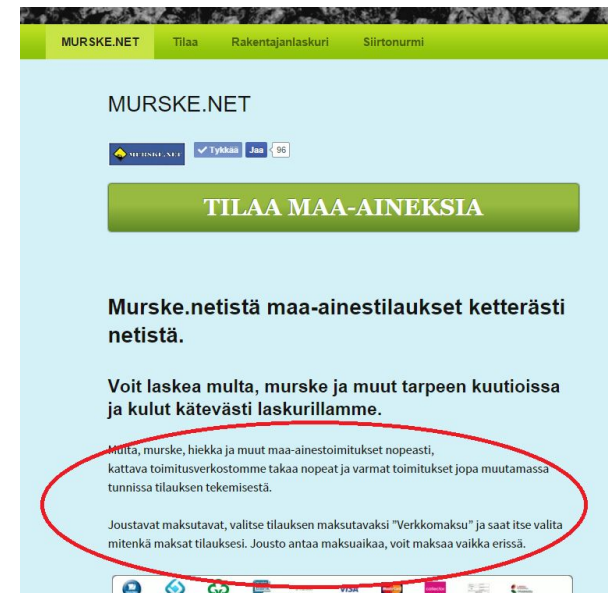 MURSKE.NET Tilaa Rakentajanlaskuri Siirtonurmi
MURSKE.NET
MURSKE.NET Tykkää Jaa 96
TILAA MAA-AINEKSIA
Murske.netistä maa-ainestilaukset ketterästi
netistä.
Voit laskea multa, murske ja muut tarpeen kuutioissa
ja kulut kätevästi laskurillamme.
Multa, murske, hiekka ja muut maa-ainestoimitukset nopeasti,
kattava toimitusverkostomme takaa nopeat ja varmat toimitukset jopa muutamassa
tunnissa tilauksen tekemisestä.
Joustavat maksutavat, valitse tilauksen maksutavaksi ”Verkkomaksu” ja saat itse valita
mitenkä maksat tilauksesi. Jousto antaa maksuaikaa, voit maksaa vaikka erissä.
VISA